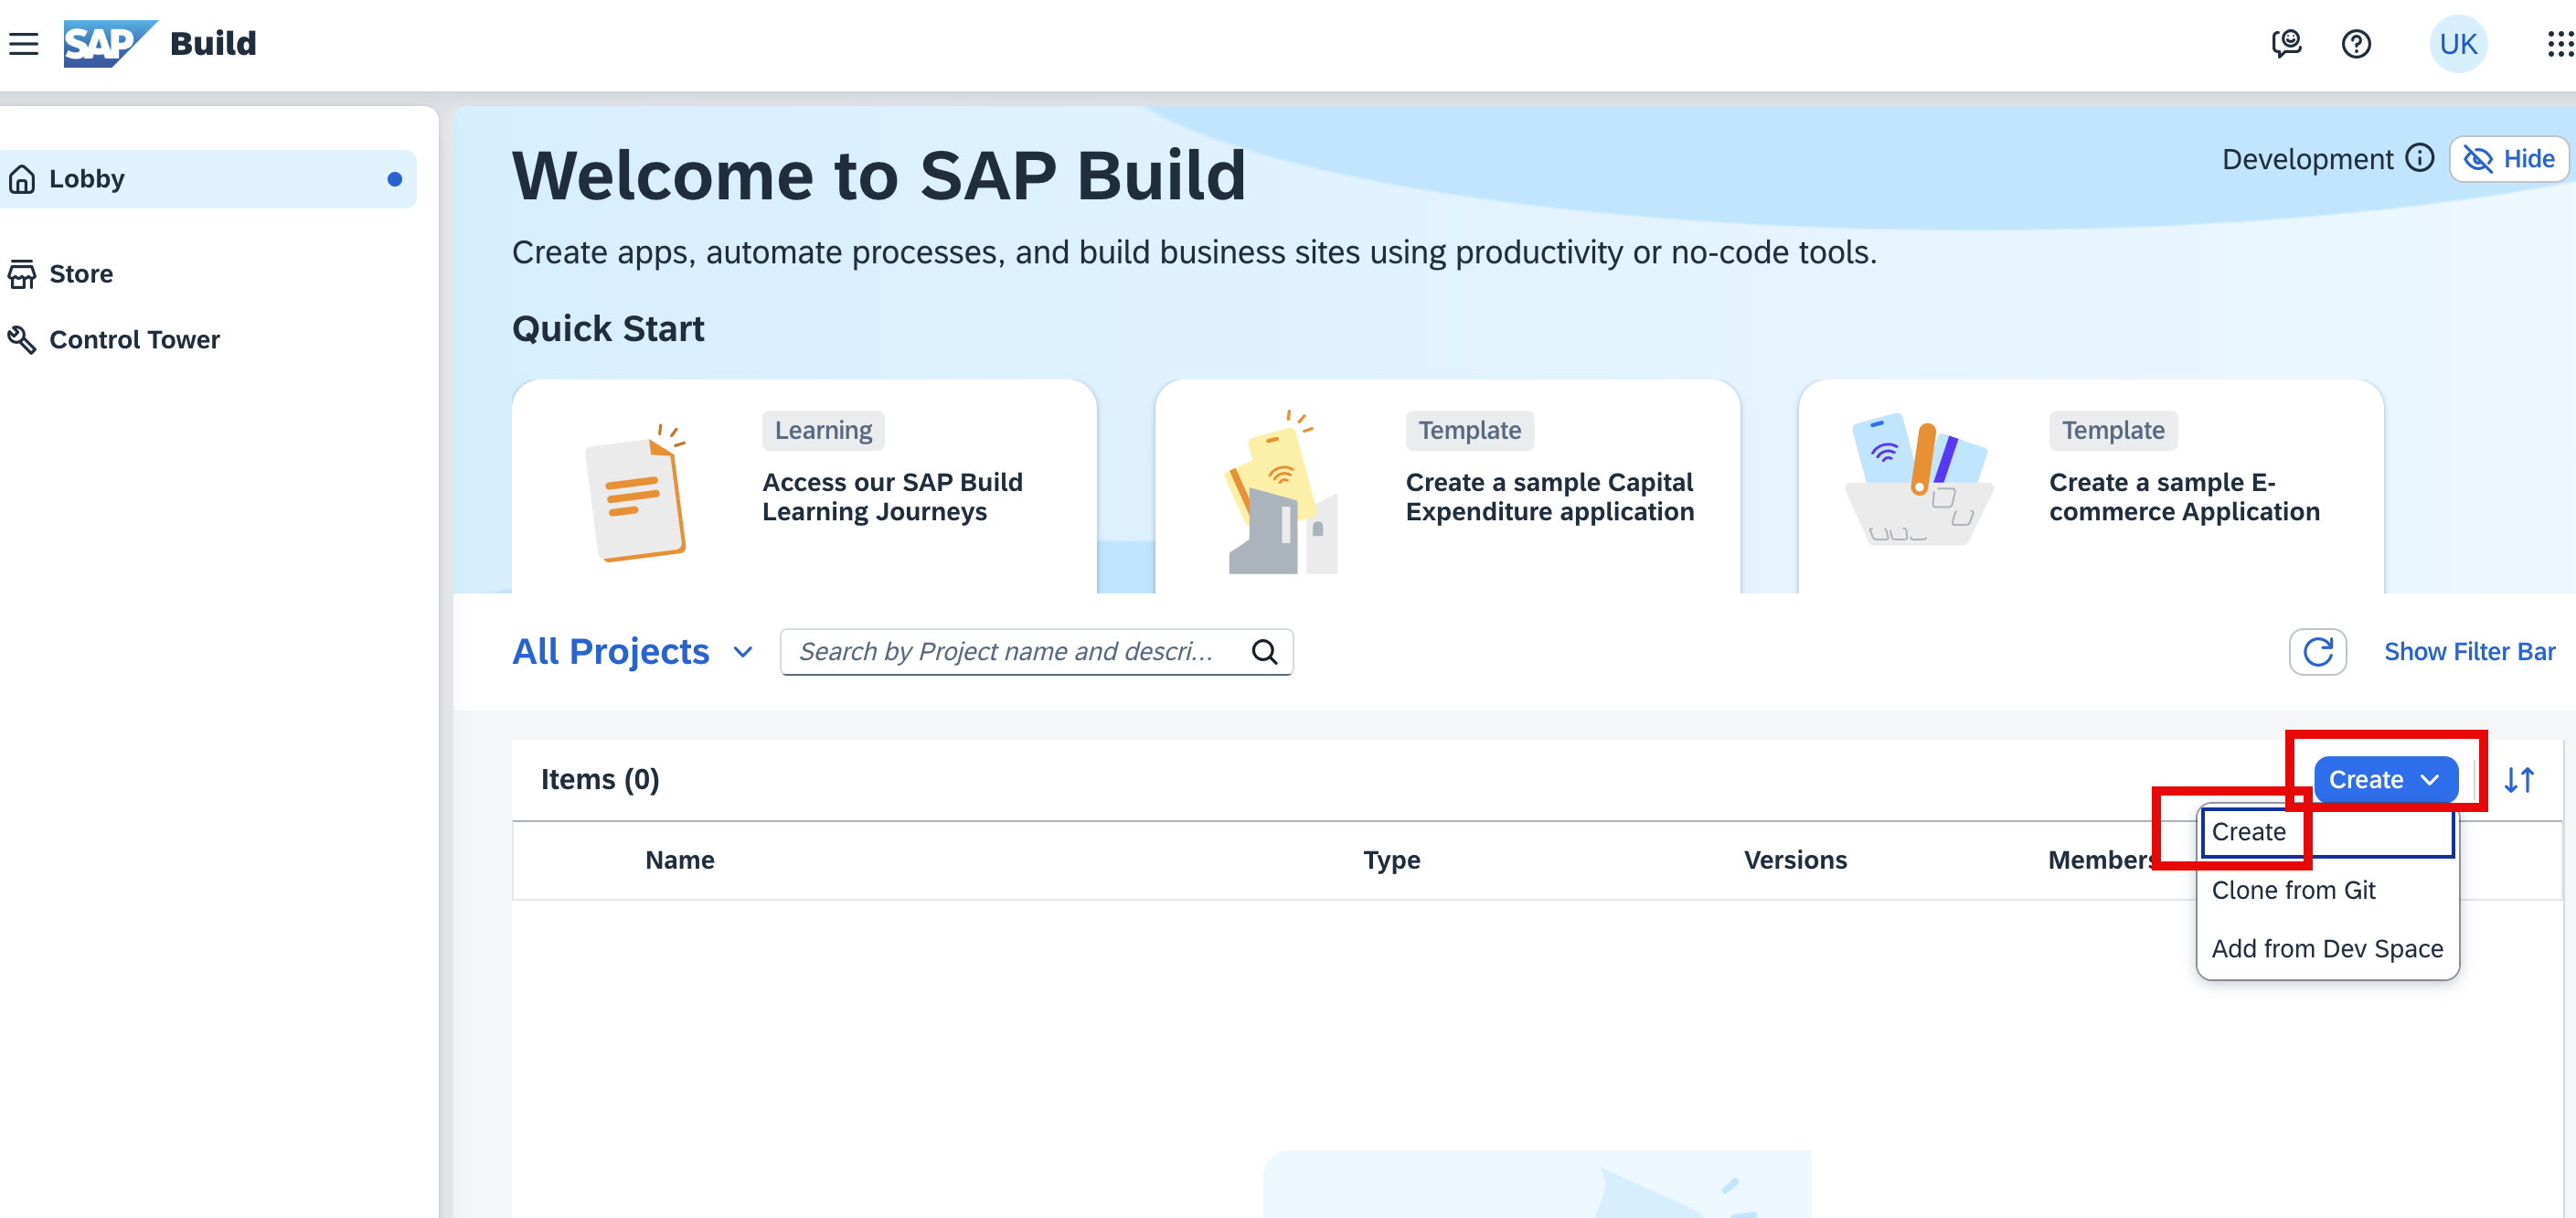 SAP Build
UK
Lobby
Store
Control Tower
Welcome to SAP Build
Development
Hide
Create apps, automate processes, and build business sites using productivity or no-code tools.
Quick Start
Learning
Access our SAP Build
Learning Journeys
Template
Create a sample Capital
Expenditure application
Template
Create a sample E-
commerce Application
All Projects
Search by Project name and descri...
Show Filter Bar
Items (0)
Create
Name
Type
Versions
Members
Create
Clone from Git
Add from Dev Space